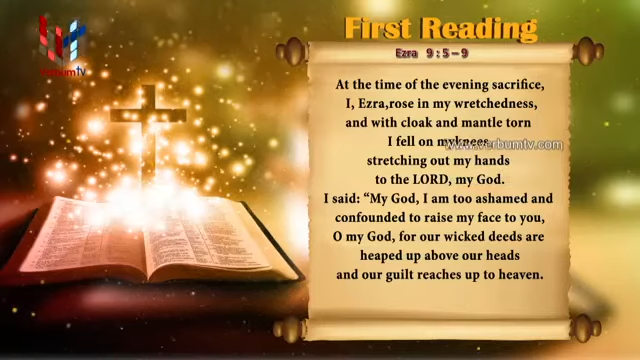 verbumtv
First Reading
Ezra 9 : 5 – 9
At the time of the evening sacrifice,
I, Ezra,rose in my wretchedness,
and with cloak and mantle torn
I fell on my knees,
www.verbumtv.com
stretching out my hands
to the LORD, my God.
I said: “My God, I am too ashamed and
confounded to raise my face to you,
O my God, for our wicked deeds are
heaped up above our heads
and our guilt reaches up to heaven.